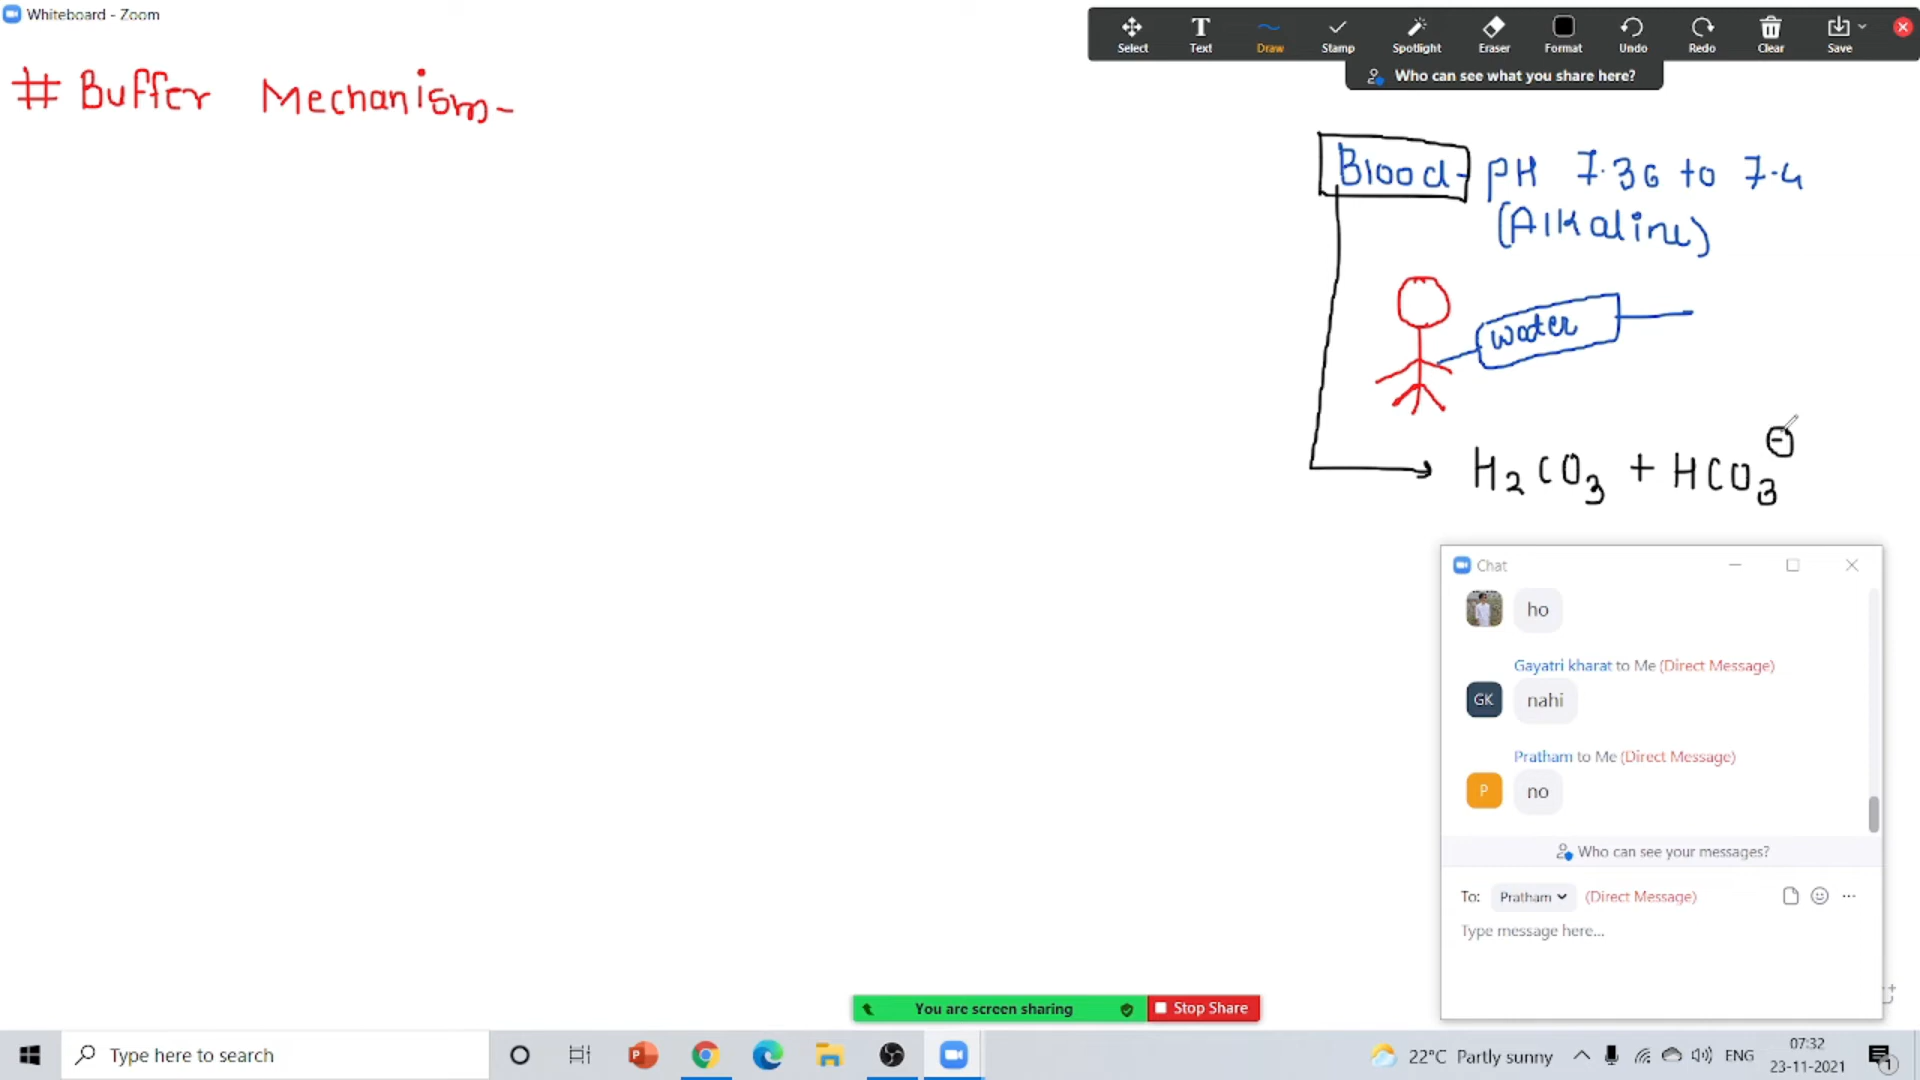 Whiteboard - Zoom
Select Text Draw Stamp Spotlight Eraser Format Undo Redo Clear Save
Who can see what you share here?
# Buffer Mechanism-
Blood- pH 7.36 to 7.4
(Alkaline)
water
H₂CO₃ + HCO₃⊖
Chat
ho
Gayatri kharat to Me (Direct Message)
GK nahi
Pratham to Me (Direct Message)
P no
Who can see your messages?
To: Pratham (Direct Message)
Type message here...
You are screen sharing Stop Share
Type here to search
22°C Partly sunny ENG 07:32
23-11-2021
1